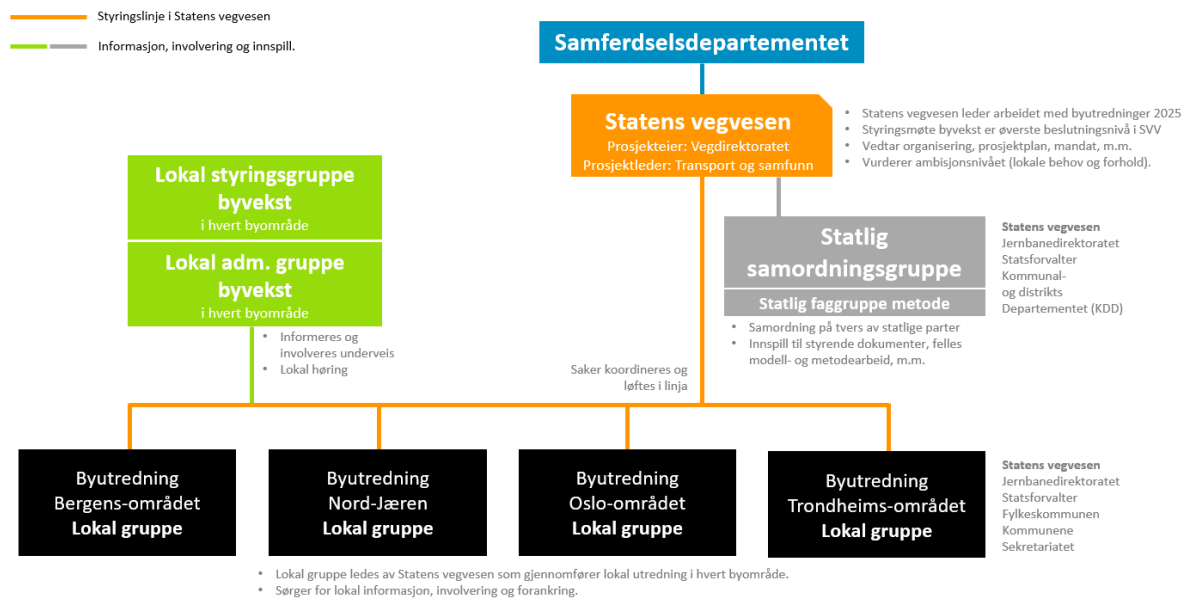 Styringslinje i Statens vegvesen
Informasjon, involvering og innspill.
Samferdselsdepartementet
Statens vegvesen
Prosjekteier: Vegdirektoratet
Prosjektleder: Transport og samfunn
• Statens vegvesen leder arbeidet med byutredninger 2025
• Styringsmøte byvekst er øverste beslutningsnivå i SVV
• Vedtar organisering, prosjektplan, mandat, m.m.
• Vurderer ambisjonsnivået (lokale behov og forhold).
Lokal styringsgruppe
byvekst
i hvert byområde
Lokal adm. gruppe
byvekst
i hvert byområde
• Informeres og
involveres underveis
• Lokal høring
Statlig
samordningsgruppe
Statlig faggruppe metode
• Samordning på tvers av statlige parter
• Innspill til styrende dokumenter, felles
modell- og metodearbeid, m.m.
Statens vegvesen
Jernbanedirektoratet
Statsforvalter
Kommunal-
og distrikts
Departementet (KDD)
Saker koordineres og
løftes i linja
Byutredning
Bergens-området
Lokal gruppe
Byutredning
Nord-Jæren
Lokal gruppe
Byutredning
Oslo-området
Lokal gruppe
Byutredning
Trondheims-området
Lokal gruppe
Statens vegvesen
Jernbanedirektoratet
Statsforvalter
Fylkeskommunen
Kommunene
Sekretariatet
• Lokal gruppe ledes av Statens vegvesen som gjennomfører lokal utredning i hvert byområde.
• Sørger for lokal informasjon, involvering og forankring.